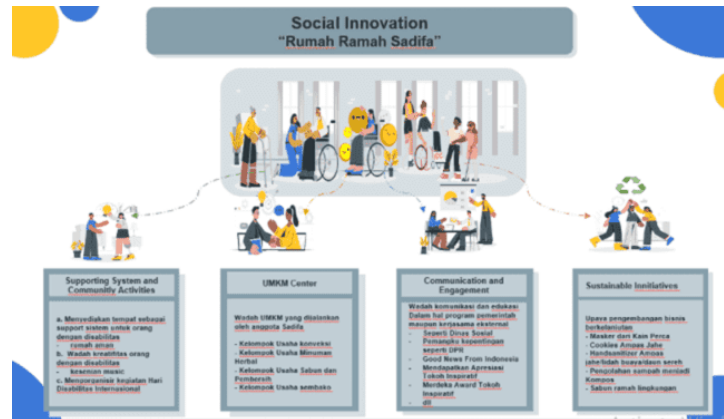 Social Innovation
“Rumah Ramah Sadifa”
Supporting System and
Communitiy Activities
a. Menyediakan tempat sebagai
support sistem untuk orang
dengan disabilitas
- rumah aman
b. Wadah kreatifitas orang
dengan disabilitas
- kesenian music
c. Menyorganisir kegiatan Hari
Disabilitas Internasional
UMKM Center
Wadah UMKM yang dijalankan
oleh anggota Sadifa
- Kelompok Usaha konveksi
- Kelompok Usaha Minuman
Herbal
- Kelompok Usaha Sabun dan
Pembersih
- Kelompok Usaha sembako
Communication and
Engagement
Wadah komunikasi dan edukasi
Dalam hal program pemerintah
maupun kerjasama eksternal
- Seperti Dinas Sosial
Pemangku kepentingan
seperti DPR
- Good News From Indonesia
- Mendapatkan Apresiasi
Tokoh Inspiratif
- Merdeka Award Tokoh
Inspiratif
- dll
Sustainable Innitiatives
Upaya pengembangan bisnis
berkelanjutan
- Masker dari Kain Perca
- Cookies Ampas Jahe
- Handsanitizer Ampas
sereh
- Pengolahan sampah menjadi
Kompos
- Sabun ramah lingkungan